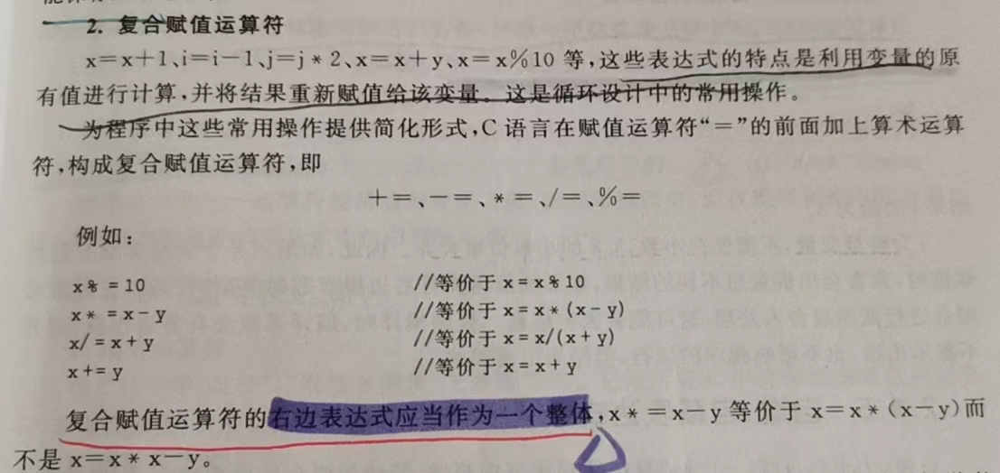 2. 复合赋值运算符
x=x+1、i=i-1、j=j*2、x=x+y、x=x%10 等,这些表达式的特点是利用变量的原
有值进行计算,并将结果重新赋值给该变量。这是循环设计中的常用操作。
为程序中这些常用操作提供简化形式,C 语言在赋值运算符“=”的前面加上算术运算
符,构成复合赋值运算符,即
+=、-=、*=、/=、%=
例如:
x% = 10 //等价于 x = x % 10
x* = x - y //等价于 x = x * (x - y)
x/ = x + y //等价于 x = x/(x + y)
x += y //等价于 x = x + y
复合赋值运算符的右边表达式应当作为一个整体,x*=x-y 等价于 x=x*(x-y)而
不是 x=x*x-y。